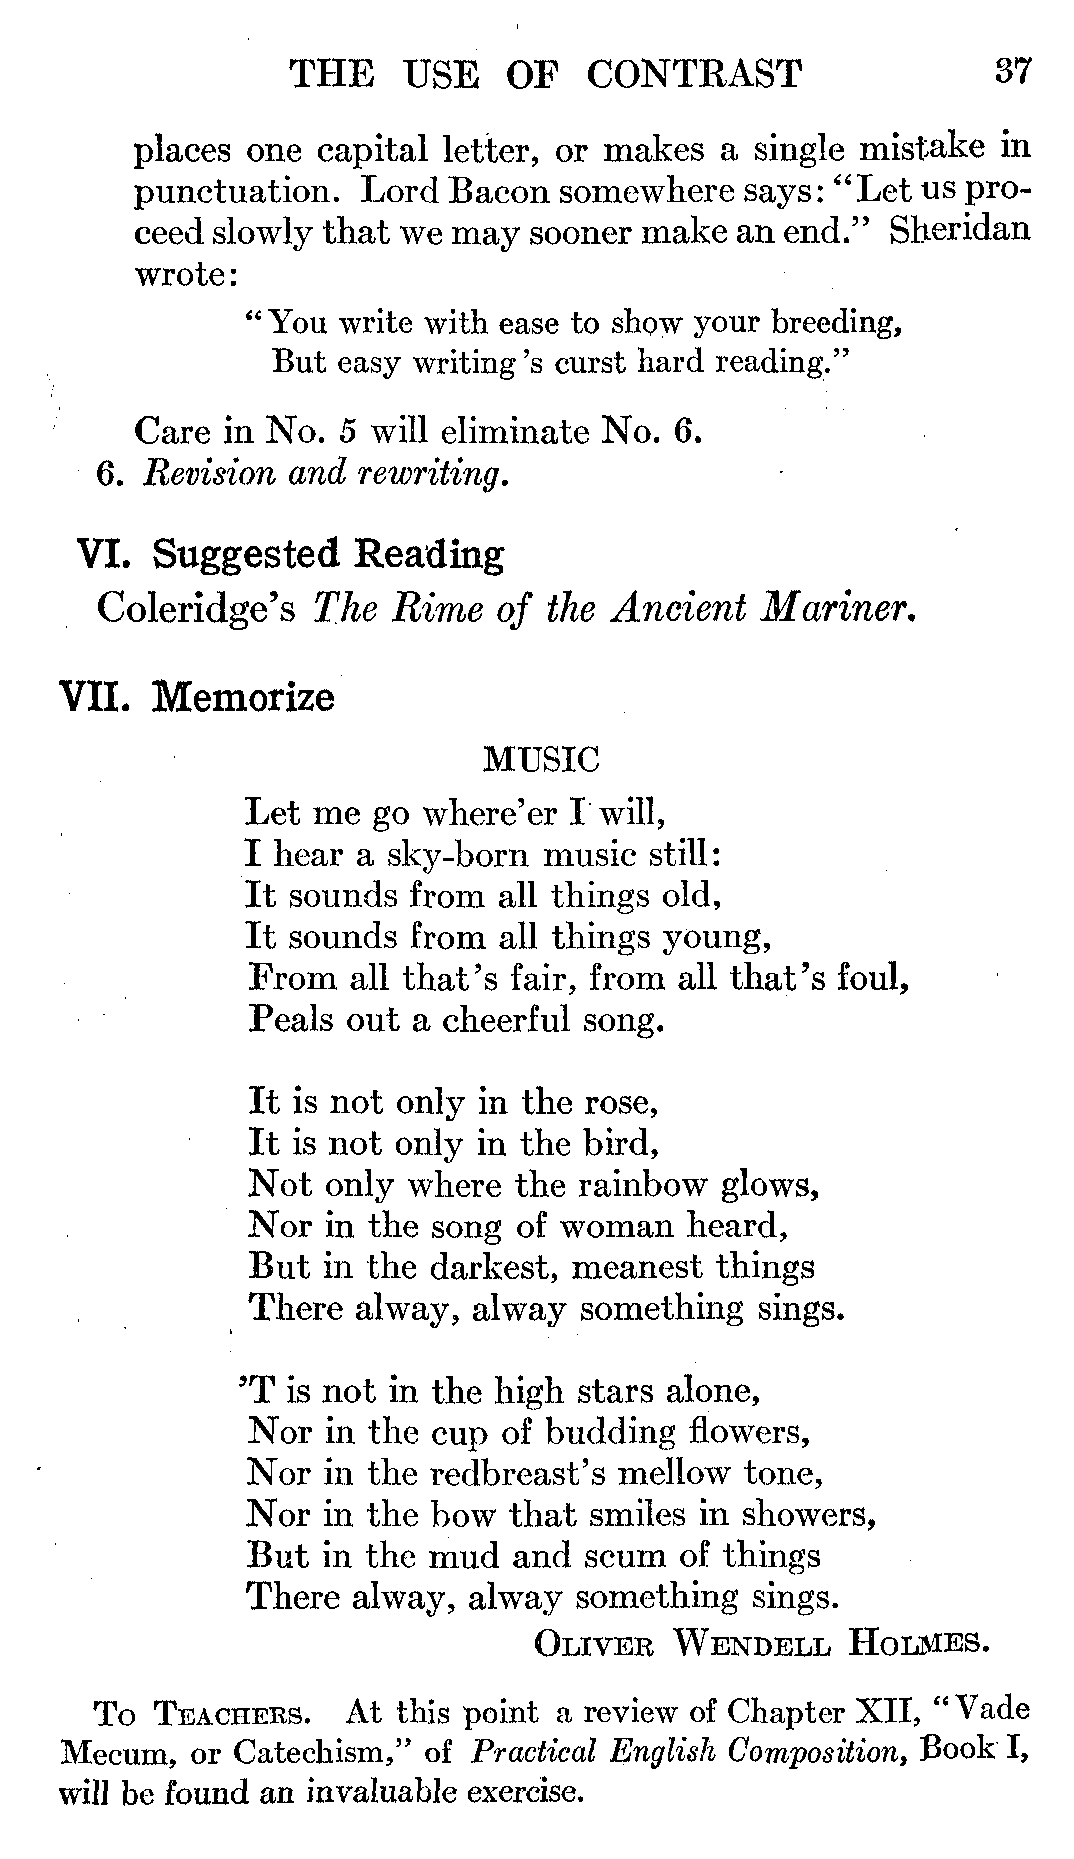 THE USE OF CONTRAST 37
places one capital letter, or makes a single mistake in
punctuation. Lord Bacon somewhere says: “Let us pro-
ceed slowly that we may sooner make an end.” Sheridan
wrote:
“You write with ease to show your breeding,
But easy writing’s curst hard reading.”
Care in No. 5 will eliminate No. 6.
6. Revision and rewriting.
VI. Suggested Reading
Coleridge’s The Rime of the Ancient Mariner.
VII. Memorize
MUSIC
Let me go where’er I will,
I hear a sky-born music still:
It sounds from all things old,
It sounds from all things young,
From all that’s fair, from all that’s foul,
Peals out a cheerful song.
It is not only in the rose,
It is not only in the bird,
Not only where the rainbow glows,
Nor in the song of woman heard,
But in the darkest, meanest things
There alway, alway something sings.
’T is not in the high stars alone,
Nor in the cup of budding flowers,
Nor in the redbreast’s mellow tone,
Nor in the bow that smiles in showers,
But in the mud and scum of things
There alway, alway something sings.
OLIVER WENDELL HOLMES.
TO TEACHERS. At this point a review of Chapter XII, “Vade
Mecum, or Catechism,” of Practical English Composition, Book I,
will be found an invaluable exercise.